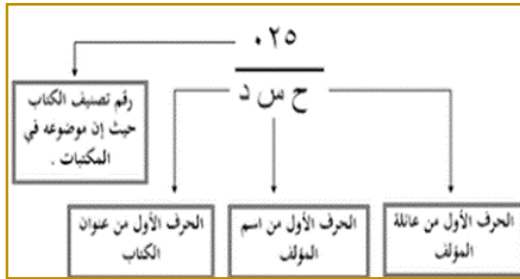 ٠٢٥
ح س د
رقم تصنيف الكتاب
حيث إن موضوعه في
المكتبات .
الحرف الأول من عائلة
المؤلف
الحرف الأول من اسم
المؤلف
الحرف الأول من عنوان
الكتاب